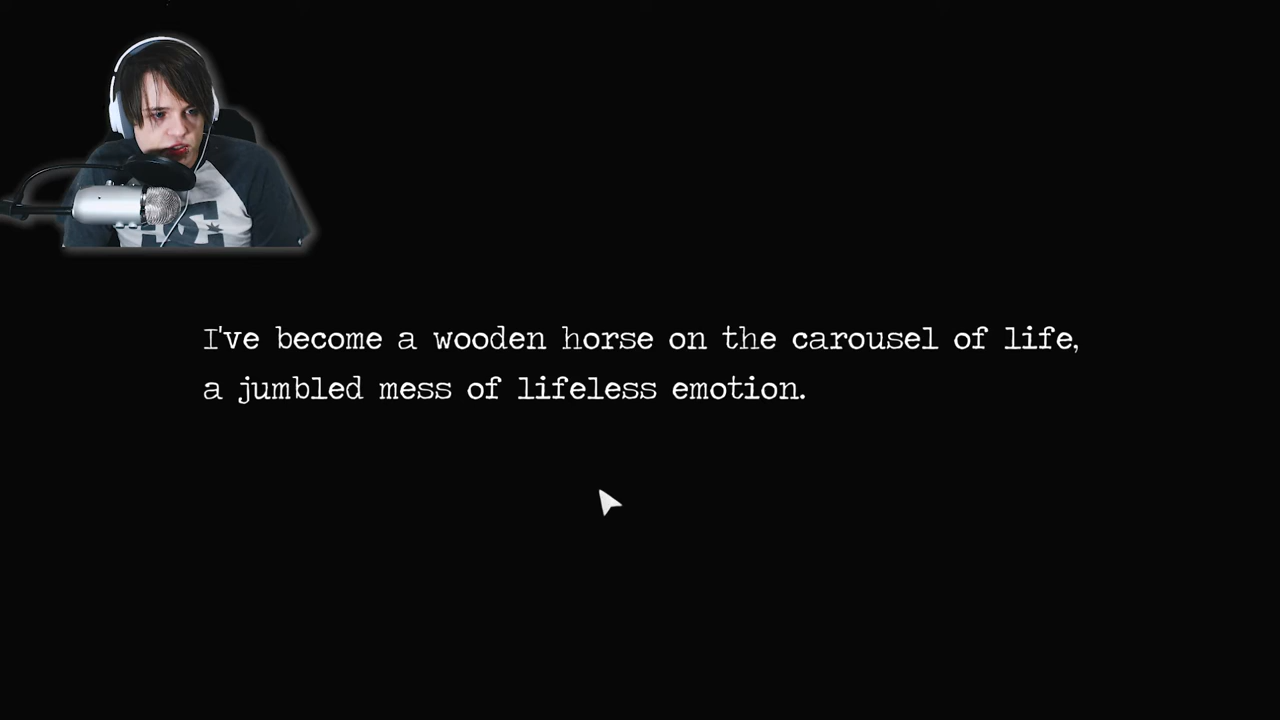 I've become a wooden horse on the carousel of life,
a jumbled mess of lifeless emotion.